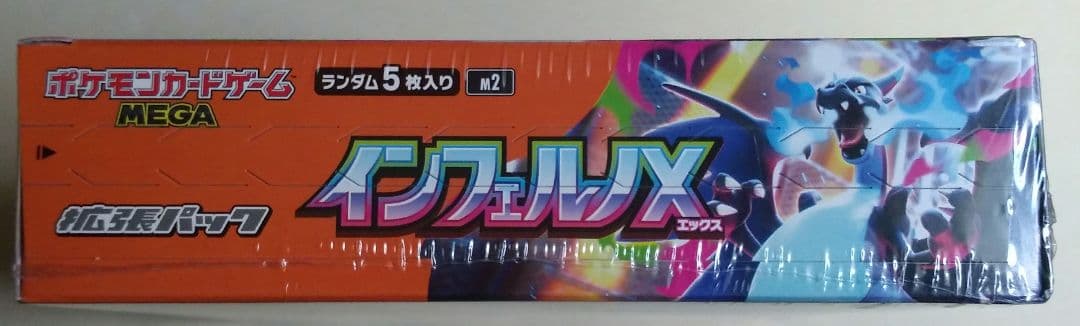 ポケモンカードゲーム
MEGA
ランダム5枚入り M2
インフェルノX
エックス
拡張パック